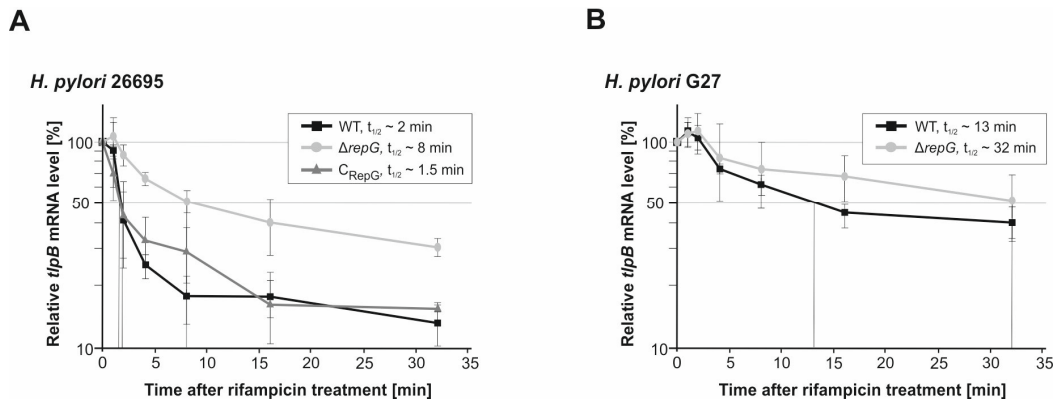 A
H. pylori 26695
Relative tlpB mRNA level [%]
100
50
10
WT, t1/2 ~ 2 min
ΔrepG, t1/2 ~ 8 min
CRepG, t1/2 ~ 1.5 min
0 5 10 15 20 25 30 35
Time after rifampicin treatment [min]
B
H. pylori G27
Relative tlpB mRNA level [%]
100
50
10
WT, t1/2 ~ 13 min
ΔrepG, t1/2 ~ 32 min
0 5 10 15 20 25 30 35
Time after rifampicin treatment [min]